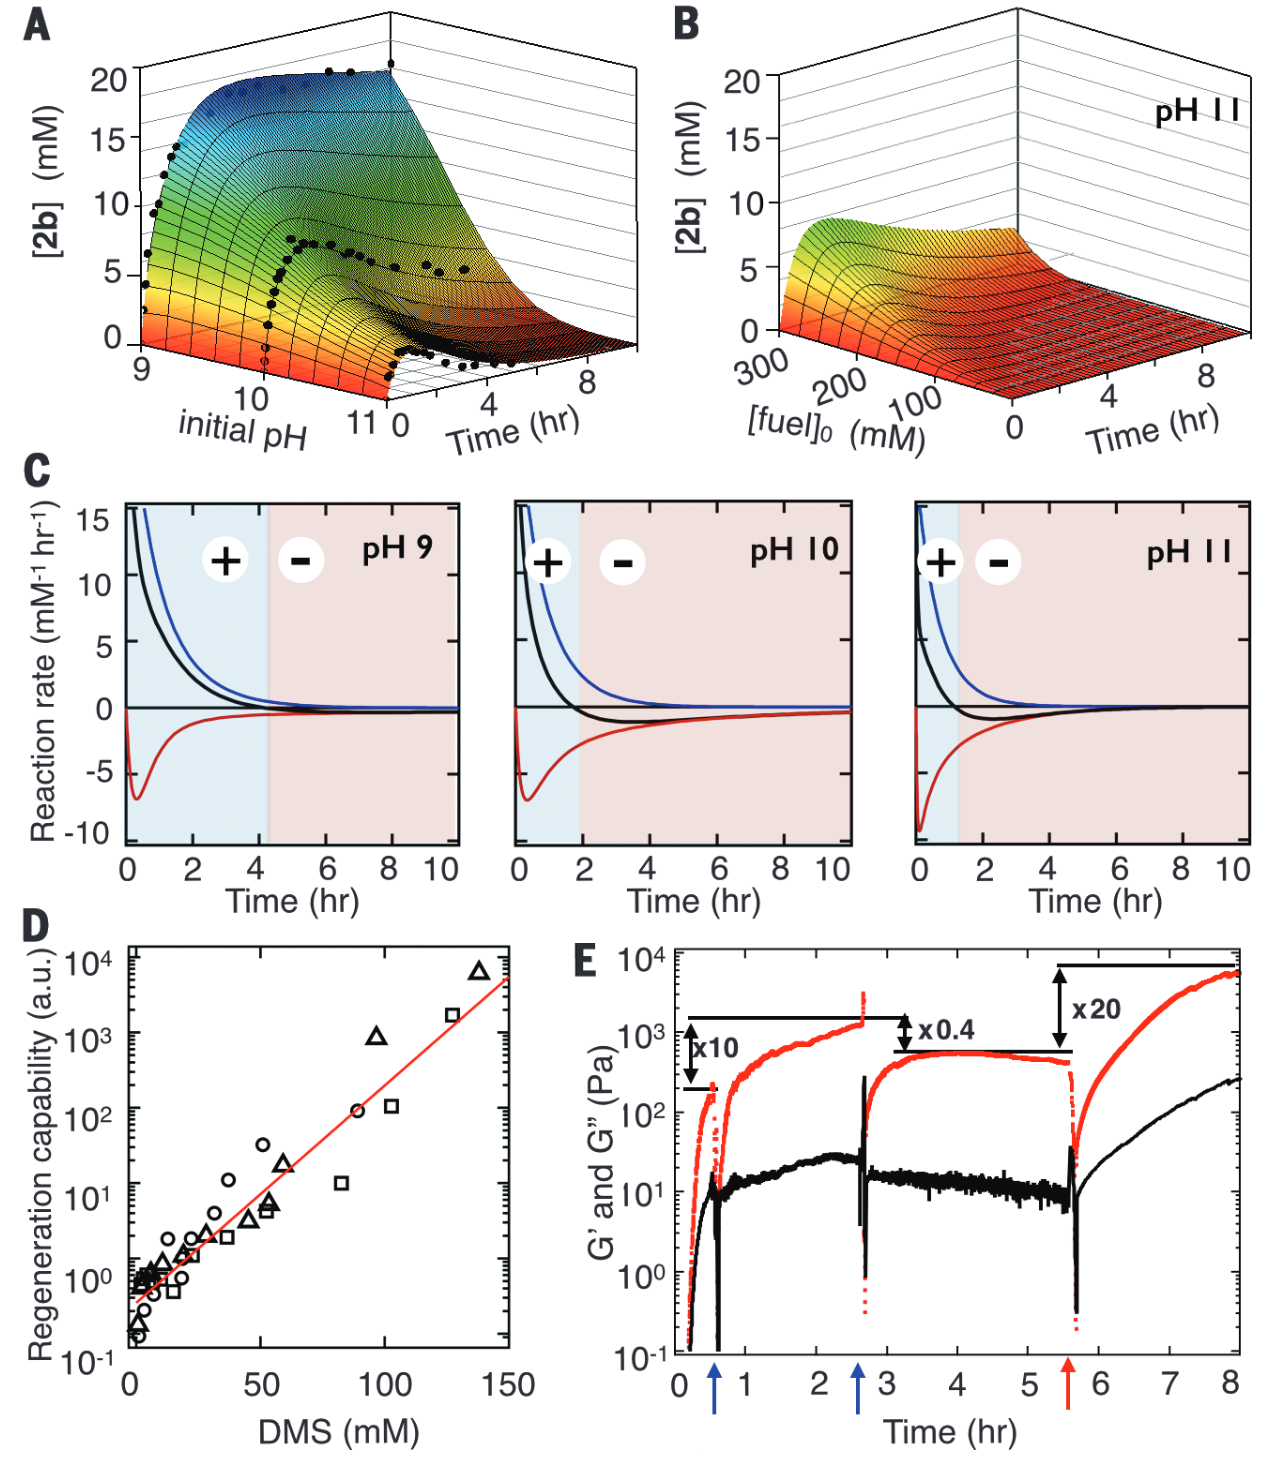 A
20
15
10
5
0
[2b] (mM)
9
10
11
initial pH
0
4
8
Time (hr)
B
pH 11
20
15
10
5
0
[2b] (mM)
300
200
100
[fuel]₀ (mM)
0
4
8
Time (hr)
C
Reaction rate (mM⁻¹ hr⁻¹)
15
10
5
0
-5
-10
+ - pH 9
0 2 4 6 8 10
Time (hr)
+ - pH 10
0 2 4 6 8 10
Time (hr)
+ - pH 11
0 2 4 6 8 10
Time (hr)
D
Regeneration capability (a.u.)
10⁴
10³
10²
10¹
10⁰
10⁻¹
0 50 100 150
DMS (mM)
E
G’ and G” (Pa)
10⁴
10³
10²
10¹
10⁰
10⁻¹
x10
x0.4
x20
0 1 2 3 4 5 6 7 8
Time (hr)